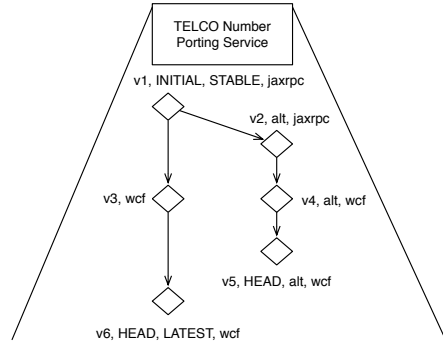 TELCO Number
Porting Service
v1, INITIAL, STABLE, jaxrpc
v2, alt, jaxrpc
v3, wcf
v4, alt, wcf
v5, HEAD, alt, wcf
v6, HEAD, LATEST, wcf